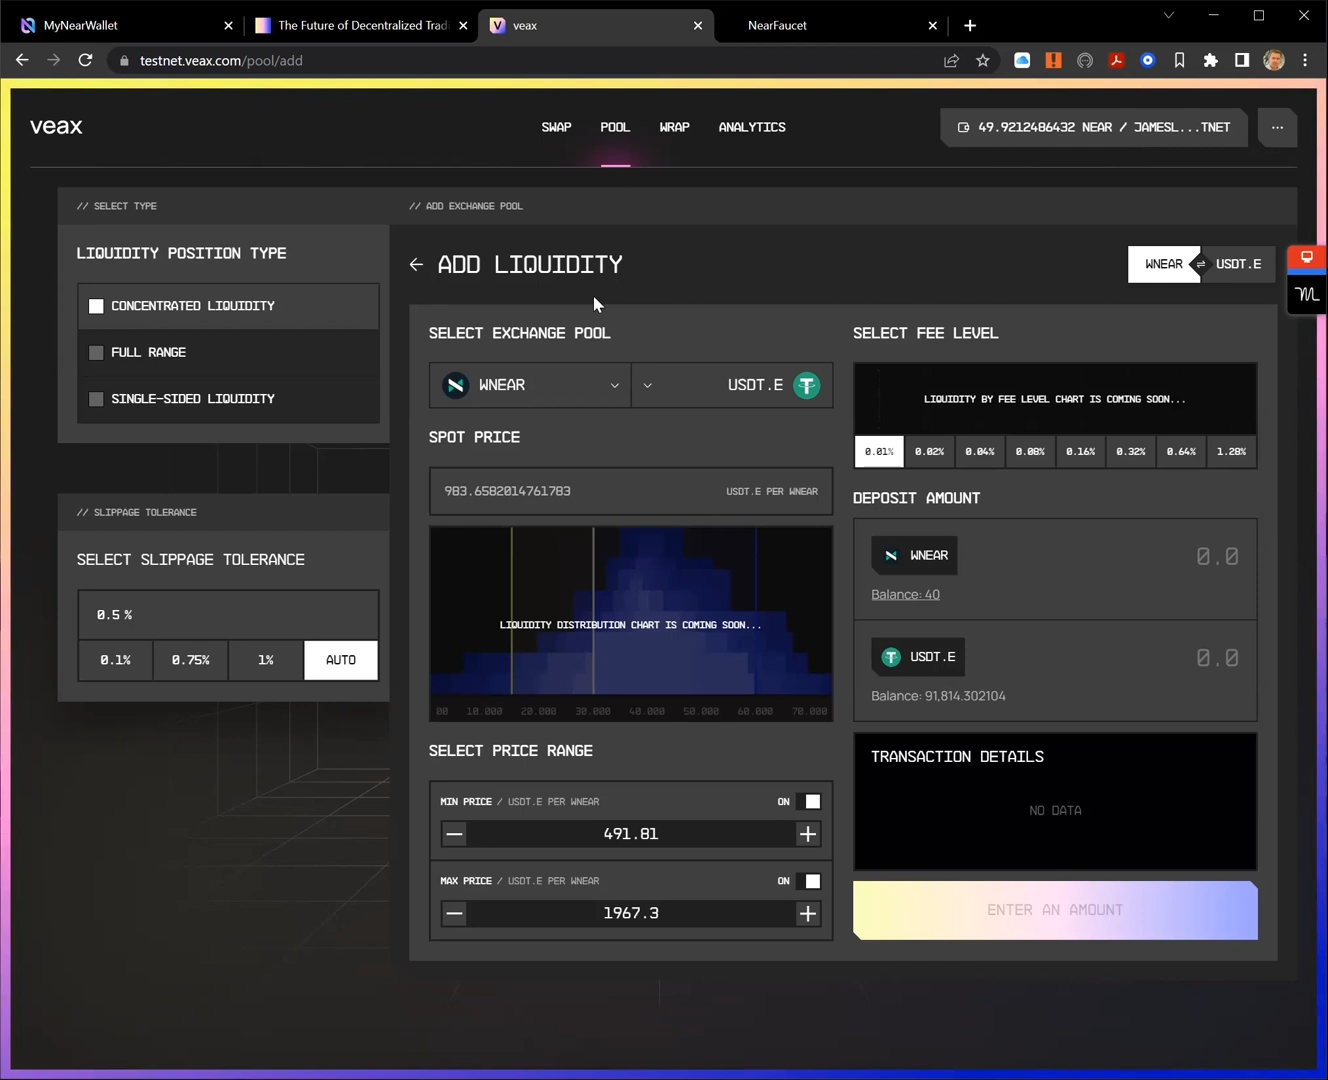 MyNearWallet
The Future of Decentralized Tradi
veax
NearFaucet
testnet.veax.com/pool/add
veax
SWAP
POOL
WRAP
ANALYTICS
49.9212486432 NEAR / JAMESL...TNET
...
// SELECT TYPE
LIQUIDITY POSITION TYPE
CONCENTRATED LIQUIDITY
FULL RANGE
SINGLE-SIDED LIQUIDITY
// SLIPPAGE TOLERANCE
SELECT SLIPPAGE TOLERANCE
0.5 %
0.1% 0.75% 1% AUTO
// ADD EXCHANGE POOL
ADD LIQUIDITY
WNEAR ⇌ USDT.E
SELECT EXCHANGE POOL
WNEAR USDT.E
SPOT PRICE
983.6582014761783 USDT.E PER WNEAR
LIQUIDITY DISTRIBUTION CHART IS COMING SOON...
00 10.000 20.000 30.000 40.000 50.000 60.000 70.000
SELECT PRICE RANGE
MIN PRICE / USDT.E PER WNEAR ON
— 491.81 +
MAX PRICE / USDT.E PER WNEAR ON
— 1967.3 +
SELECT FEE LEVEL
LIQUIDITY BY FEE LEVEL CHART IS COMING SOON...
0.01% 0.02% 0.04% 0.08% 0.16% 0.32% 0.64% 1.28%
DEPOSIT AMOUNT
WNEAR 0.0
Balance: 40
USDT.E 0.0
Balance: 91,814.302104
TRANSACTION DETAILS
NO DATA
ENTER AN AMOUNT